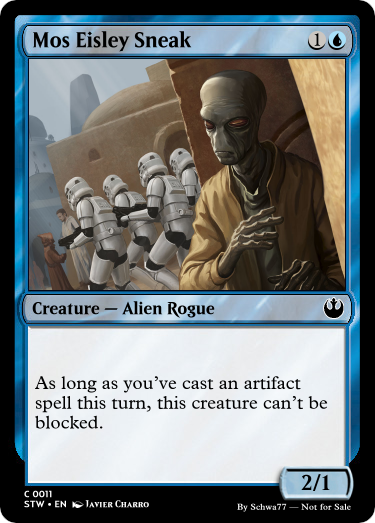 Mos Eisley Sneak 1
Creature — Alien Rogue
As long as you've cast an artifact
spell this turn, this creature can't be
blocked.
2/1
C 0011
STW • EN Javier Charro
By Schwa77 — Not for Sale